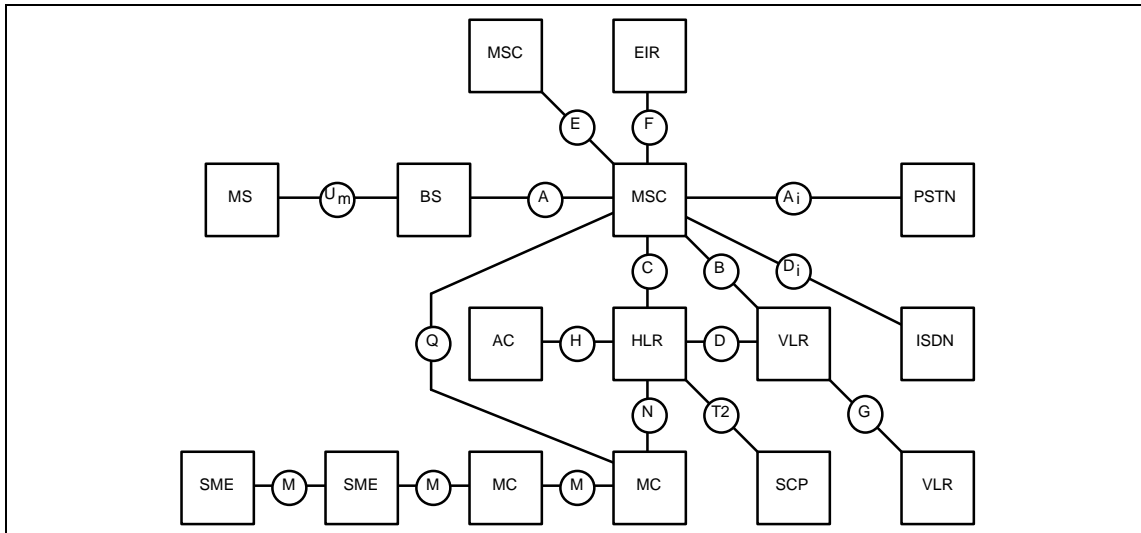 MSC EIR
E F
MS Um BS A MSC Ai PSTN
C B Di
Q AC H HLR D VLR ISDN
N T2 G
SME M SME M MC M MC SCP VLR